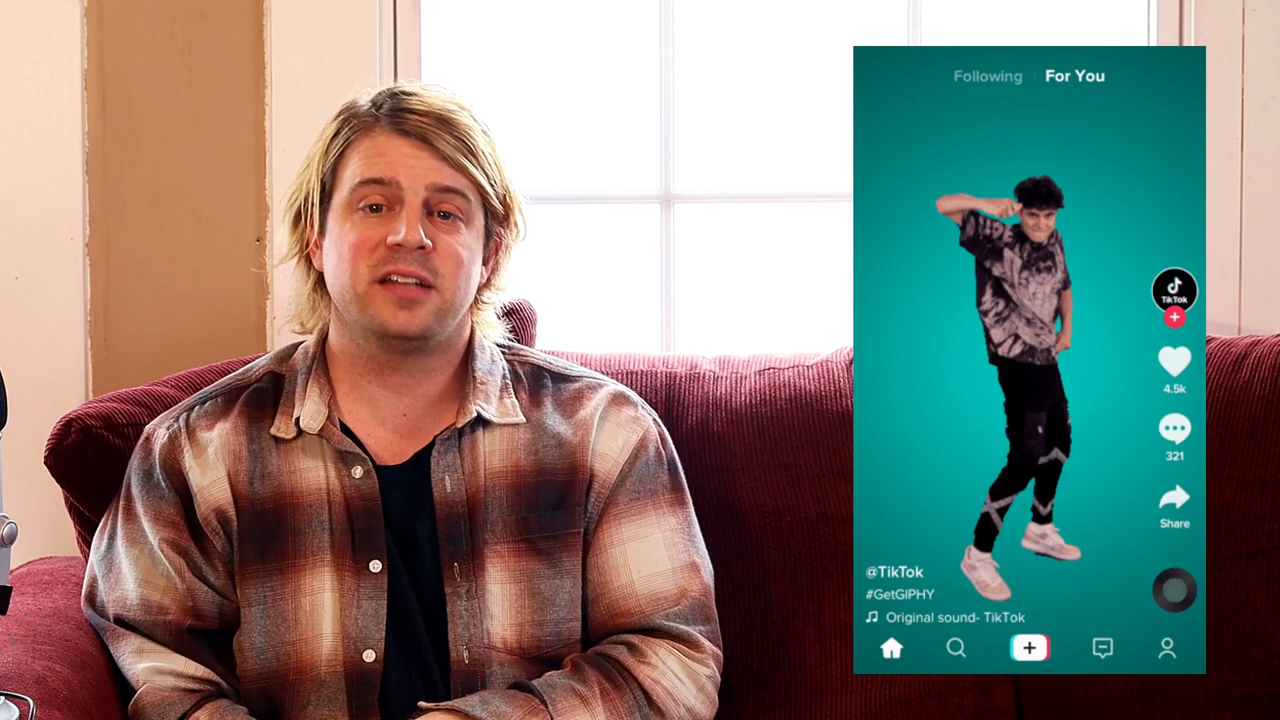 Following
For You
TikTok
4.5k
321
Share
@TikTok
#GetGIPHY
Original sound- TikTok